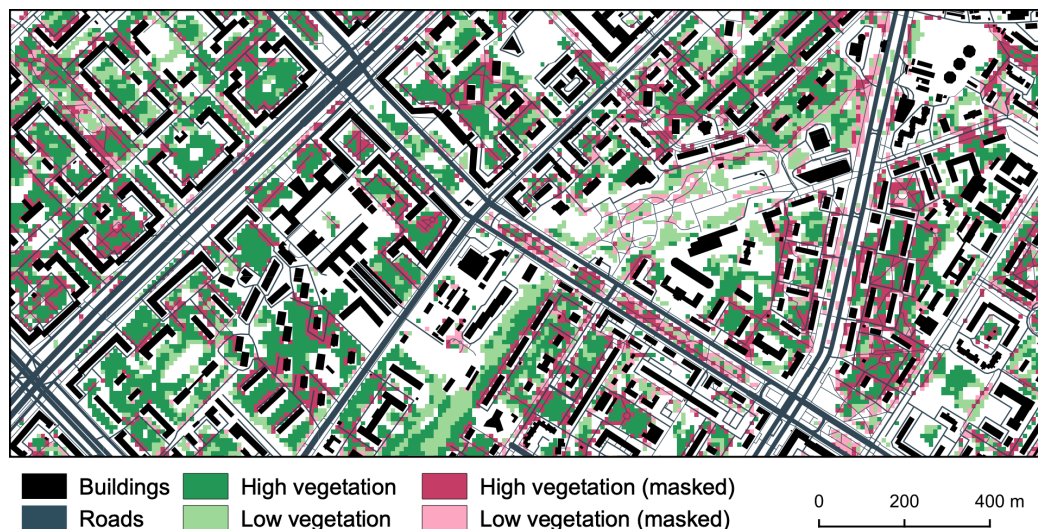 Buildings High vegetation High vegetation (masked)
Roads Low vegetation Low vegetation (masked)
0 200 400 m